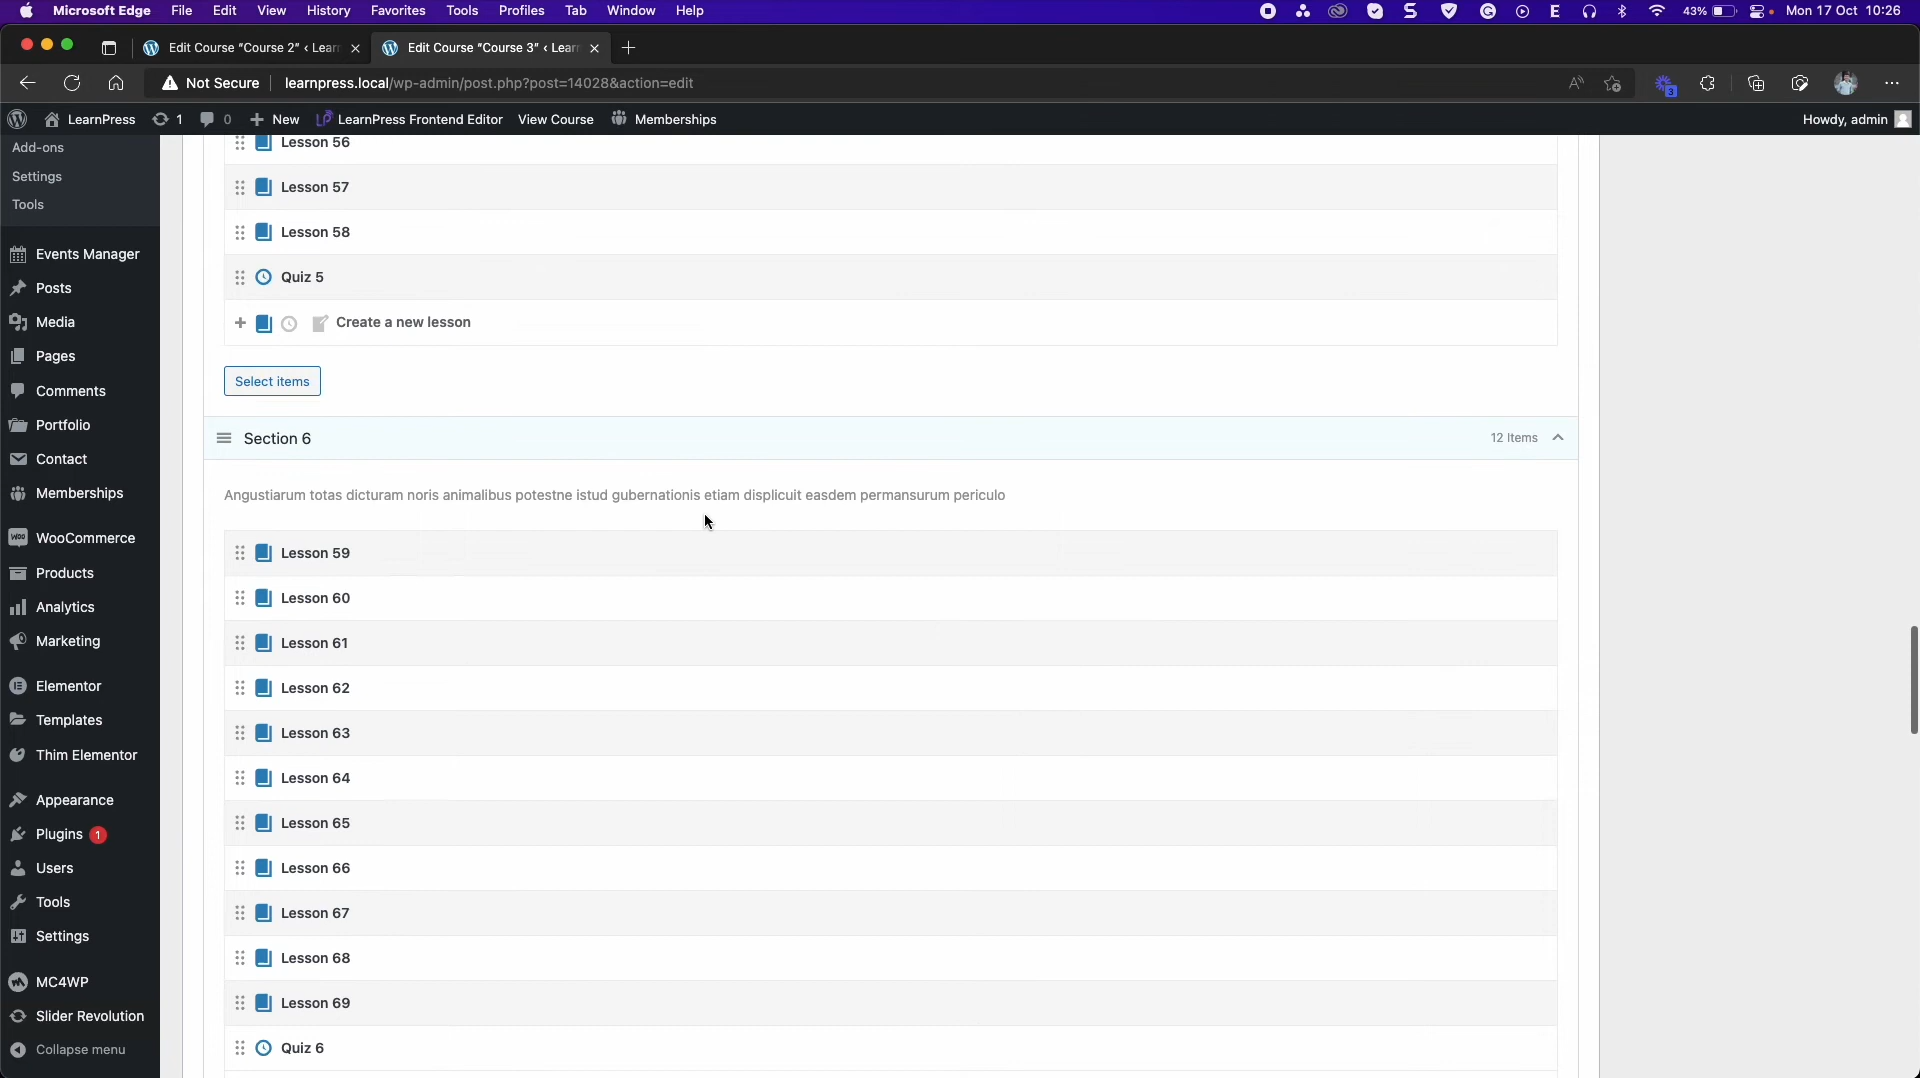 Microsoft Edge File Edit View History Favorites Tools Profiles Tab Window Help 43% Mon 17 Oct 10:26
Edit Course "Course 2" ‹ Lear Edit Course "Course 3" ‹ Lear
Not Secure learnpress.local/wp-admin/post.php?post=14028&action=edit 3
LearnPress 1 0 New LearnPress Frontend Editor View Course Memberships Howdy, admin
Add-ons
Settings
Tools
Events Manager
Posts
Media
Pages
Comments
Portfolio
Contact
Memberships
WooCommerce
Products
Analytics
Marketing
Elementor
Templates
Thim Elementor
Appearance
Plugins 1
Users
Tools
Settings
MC4WP
Slider Revolution
Collapse menu
Lesson 56
Lesson 57
Lesson 58
Quiz 5
Create a new lesson
Select items
Section 6 12 Items
Angustiarum totas dicturam noris animalibus potestne istud gubernationis etiam displicuit easdem permansurum periculo
Lesson 59
Lesson 60
Lesson 61
Lesson 62
Lesson 63
Lesson 64
Lesson 65
Lesson 66
Lesson 67
Lesson 68
Lesson 69
Quiz 6